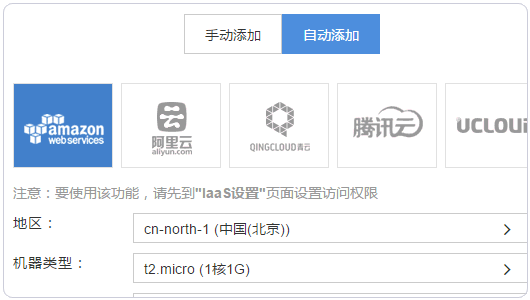 手动添加 自动添加
amazon
web services
阿里云
aliyun.com
QINGCLOUD青云
腾讯云
UCLOUD
注意：要使用该功能，请先到"IaaS设置"页面设置访问权限
地区： cn-north-1 (中国(北京))
机器类型： t2.micro (1核1G)